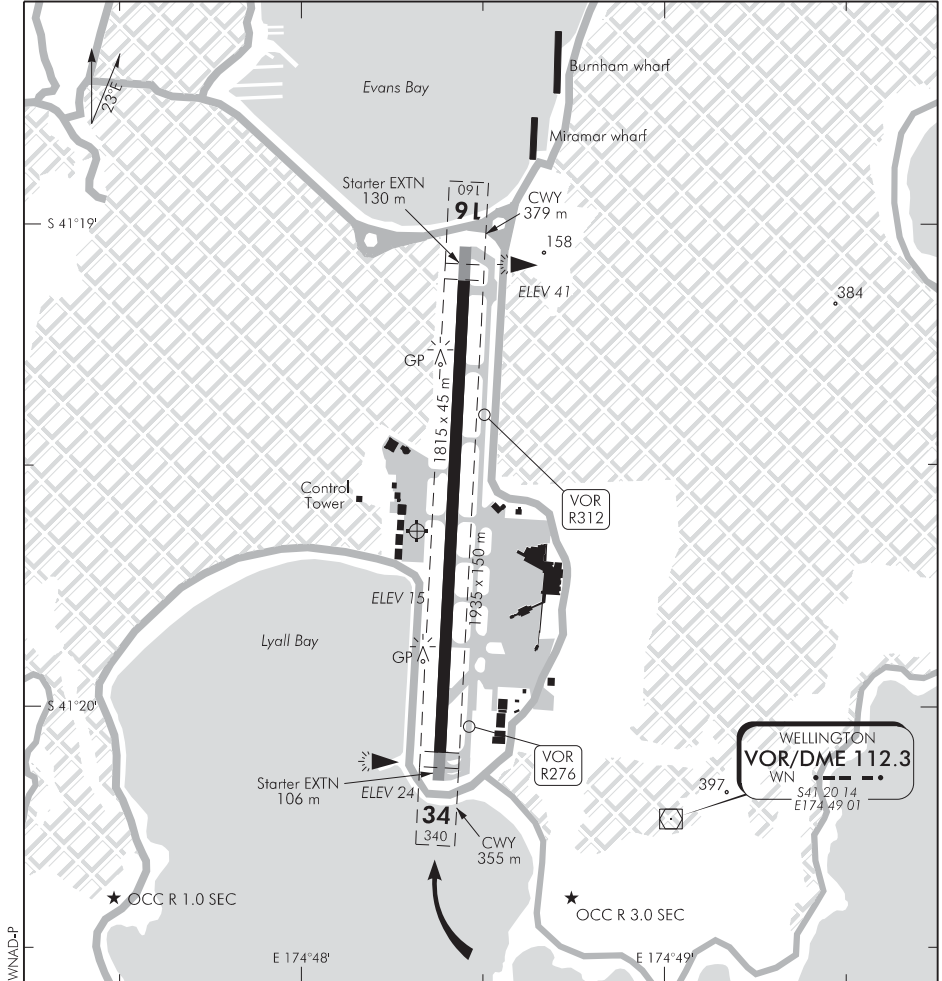 Burnham wharf
Evans Bay
23°E
Miramar wharf
Starter EXTN
130 m
160
16
CWY
379 m
S 41°19'
158
ELEV 41
384
GP
1815 x 45 m
Control
Tower
VOR
R312
1935 x 150 m
ELEV 15
Lyall Bay
GP
S 41°20'
WELLINGTON
VOR/DME 112.3
WN
S41 20 14
E174 49 01
VOR
R276
397
Starter EXTN
106 m
ELEV 24
34
340
CWY
355 m
OCC R 1.0 SEC
OCC R 3.0 SEC
E 174°48'
E 174°49'
WNAD-P